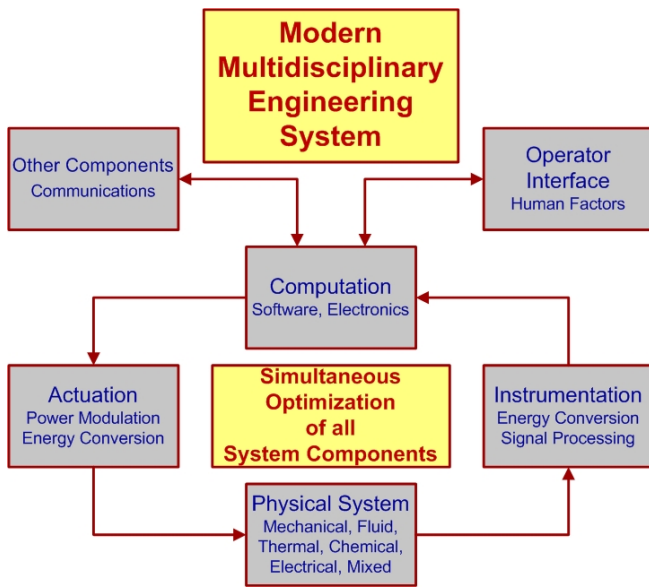 Modern
Multidisciplinary
Engineering
System
Other Components
Communications
Operator
Interface
Human Factors
Computation
Software, Electronics
Actuation
Power Modulation
Energy Conversion
Simultaneous
Optimization
of all
System Components
Instrumentation
Energy Conversion
Signal Processing
Physical System
Mechanical, Fluid,
Thermal, Chemical,
Electrical, Mixed